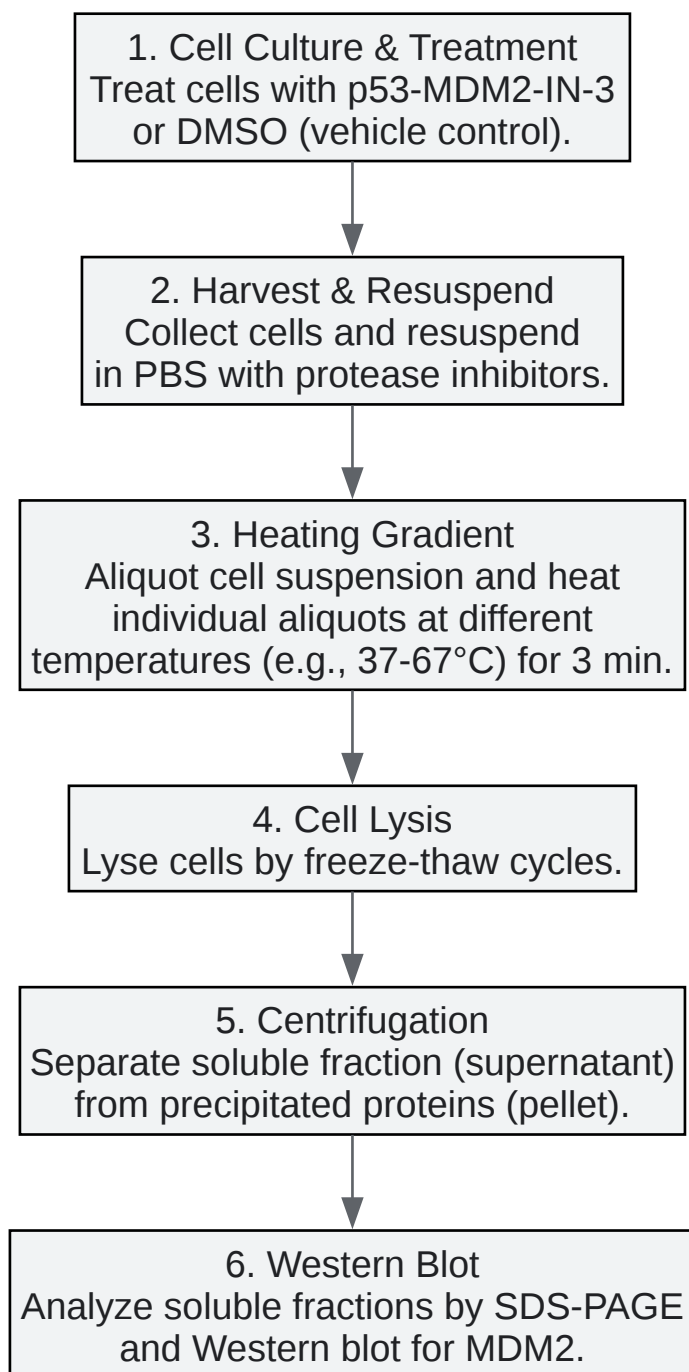 1. Cell Culture & Treatment
Treat cells with p53-MDM2-IN-3
or DMSO (vehicle control).
2. Harvest & Resuspend
Collect cells and resuspend
in PBS with protease inhibitors.
3. Heating Gradient
Aliquot cell suspension and heat
individual aliquots at different
temperatures (e.g., 37-67°C) for 3 min.
4. Cell Lysis
Lyse cells by freeze-thaw cycles.
5. Centrifugation
Separate soluble fraction (supernatant)
from precipitated proteins (pellet).
6. Western Blot
Analyze soluble fractions by SDS-PAGE
and Western blot for MDM2.